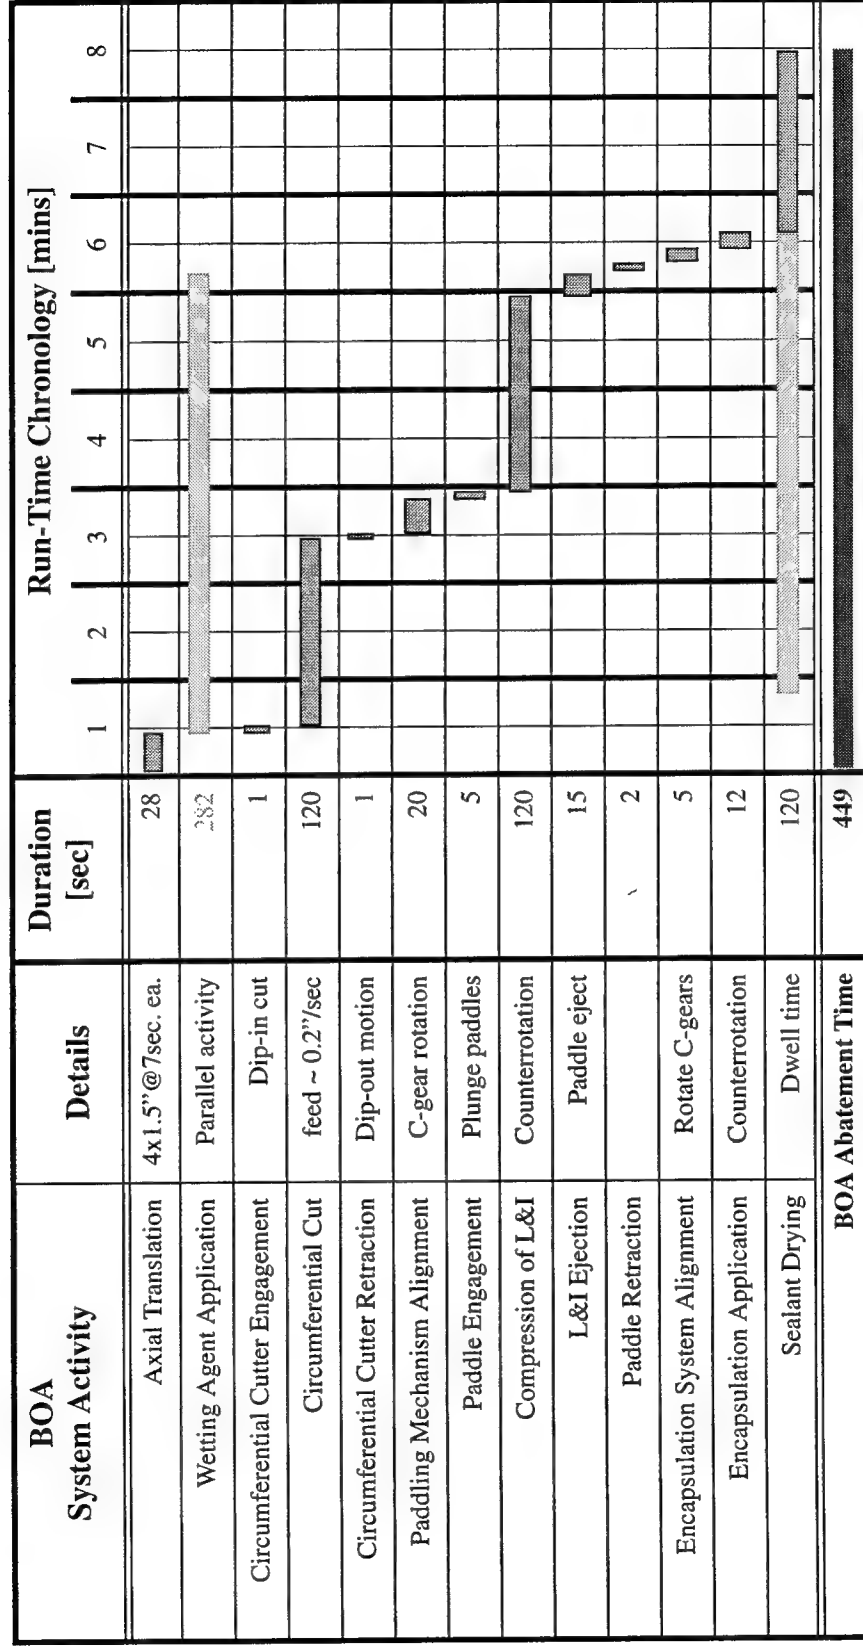 BOA System Activity | Details | Duration [sec] | Run-Time Chronology [mins]
1 2 3 4 5 6 7 8
Axial Translation | 4x1.5"@7sec. ea. | 28
Wetting Agent Application | Parallel activity | 282
Circumferential Cutter Engagement | Dip-in cut | 1
Circumferential Cut | feed ~ 0.2"/sec | 120
Circumferential Cutter Retraction | Dip-out motion | 1
Paddling Mechanism Alignment | C-gear rotation | 20
Paddle Engagement | Plunge paddles | 5
Compression of L&I | Counterrotation | 120
L&I Ejection | Paddle eject | 15
Paddle Retraction | 2
Encapsulation System Alignment | Rotate C-gears | 5
Encapsulation Application | Counterrotation | 12
Sealant Drying | Dwell time | 120
BOA Abatement Time | 449